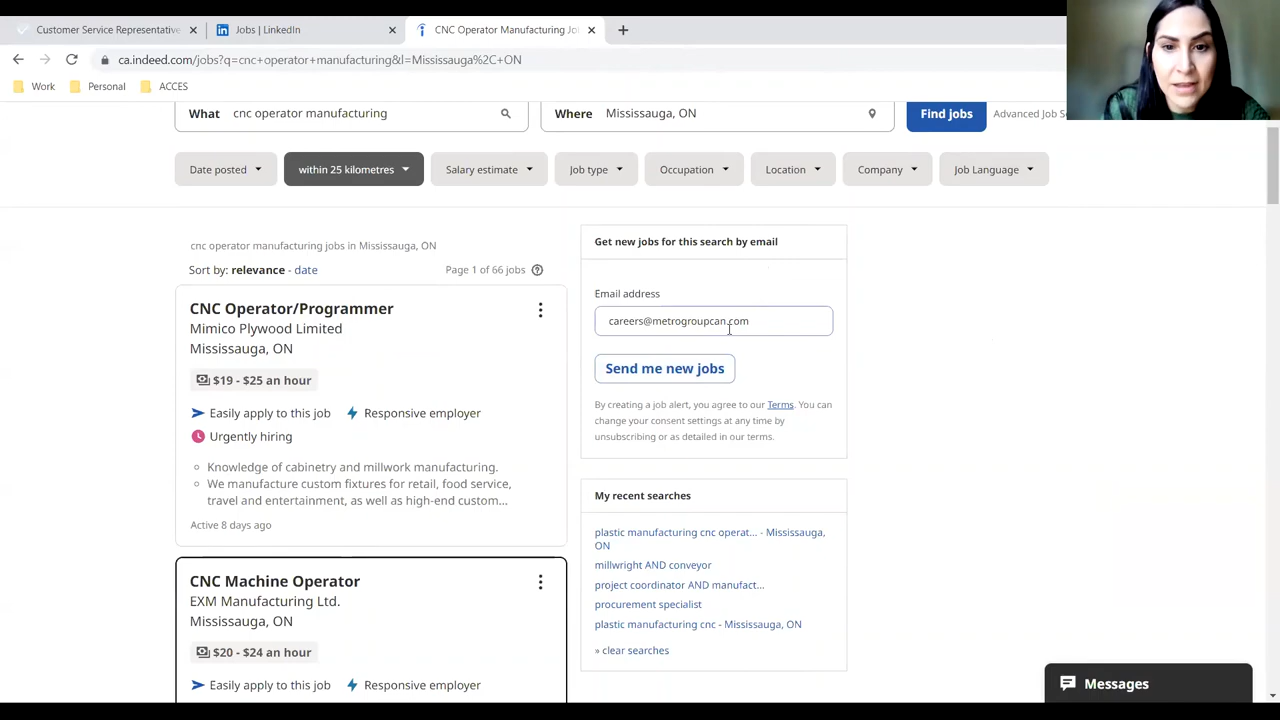 Customer Service Representative
Jobs | LinkedIn
CNC Operator Manufacturing Jo
ca.indeed.com/jobs?q=cnc+operator+manufacturing&l=Mississauga%2C+ON
Work
Personal
ACCES
What cnc operator manufacturing
Where Mississauga, ON
Find jobs
Advanced Job
Date posted
within 25 kilometres
Salary estimate
Job type
Occupation
Location
Company
Job Language
cnc operator manufacturing jobs in Mississauga, ON
Sort by: relevance - date
Page 1 of 66 jobs
CNC Operator/Programmer
Mimico Plywood Limited
Mississauga, ON
$19 - $25 an hour
Easily apply to this job
Responsive employer
Urgently hiring
Knowledge of cabinetry and millwork manufacturing.
We manufacture custom fixtures for retail, food service,
travel and entertainment, as well as high-end custom...
Active 8 days ago
CNC Machine Operator
EXM Manufacturing Ltd.
Mississauga, ON
$20 - $24 an hour
Easily apply to this job
Responsive employer
Get new jobs for this search by email
Email address
careers@metrogroupcan.com
Send me new jobs
By creating a job alert, you agree to our Terms. You can
change your consent settings at any time by
unsubscribing or as detailed in our terms.
My recent searches
plastic manufacturing cnc operat... - Mississauga,
ON
millwright AND conveyor
project coordinator AND manufact...
procurement specialist
plastic manufacturing cnc - Mississauga, ON
» clear searches
Messages